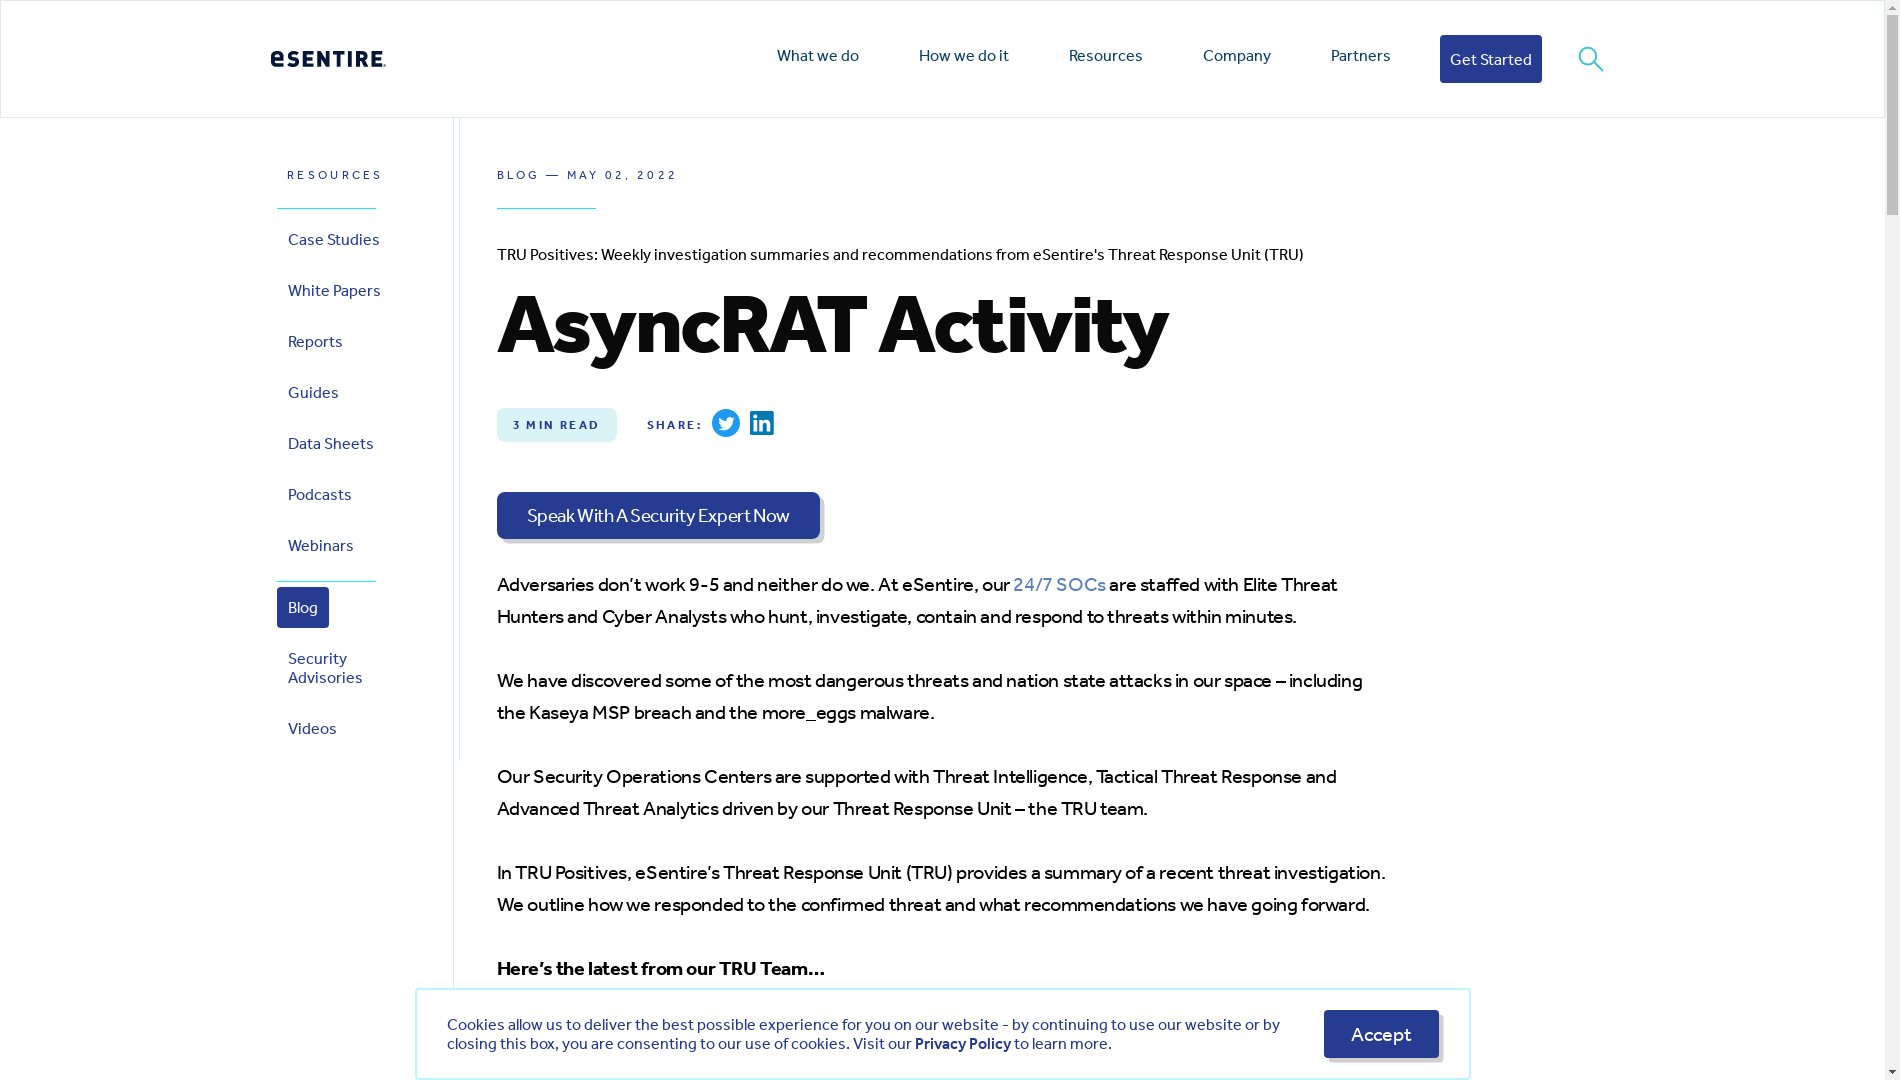 eSENTIRE
What we do
How we do it
Resources
Company
Partners
Get Started
RESOURCES
Case Studies
White Papers
Reports
Guides
Data Sheets
Podcasts
Webinars
Blog
Security
Advisories
Videos
BLOG — MAY 02, 2022
TRU Positives: Weekly investigation summaries and recommendations from eSentire's Threat Response Unit (TRU)
AsyncRAT Activity
3 MIN READ
SHARE:
Speak With A Security Expert Now
Adversaries don’t work 9-5 and neither do we. At eSentire, our 24/7 SOCs are staffed with Elite Threat
Hunters and Cyber Analysts who hunt, investigate, contain and respond to threats within minutes.
We have discovered some of the most dangerous threats and nation state attacks in our space – including
the Kaseya MSP breach and the more_eggs malware.
Our Security Operations Centers are supported with Threat Intelligence, Tactical Threat Response and
Advanced Threat Analytics driven by our Threat Response Unit – the TRU team.
In TRU Positives, eSentire’s Threat Response Unit (TRU) provides a summary of a recent threat investigation.
We outline how we responded to the confirmed threat and what recommendations we have going forward.
Here’s the latest from our TRU Team…
Cookies allow us to deliver the best possible experience for you on our website - by continuing to use our website or by
closing this box, you are consenting to our use of cookies. Visit our Privacy Policy to learn more.
Accept